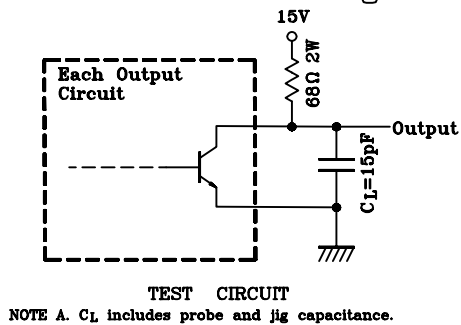 15V
Each Output
Circuit
68Ω 2W
Output
CL=15pF
TEST CIRCUIT
NOTE A. CL includes probe and jig capacitance.